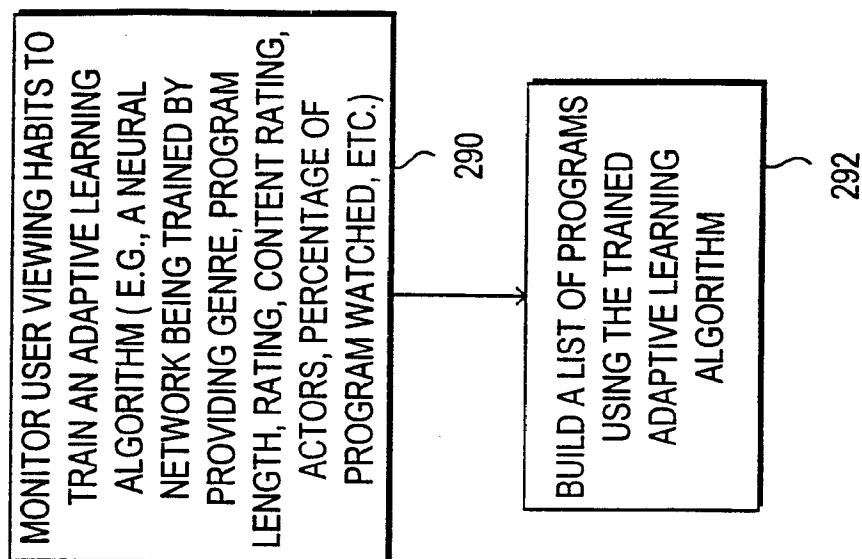 MONITOR USER VIEWING HABITS TO
TRAIN AN ADAPTIVE LEARNING
ALGORITHM ( E.G., A NEURAL
NETWORK BEING TRAINED BY
PROVIDING GENRE, PROGRAM
LENGTH, RATING, CONTENT RATING,
ACTORS, PERCENTAGE OF
PROGRAM WATCHED, ETC.)
290
BUILD A LIST OF PROGRAMS
USING THE TRAINED
ADAPTIVE LEARNING
ALGORITHM
292